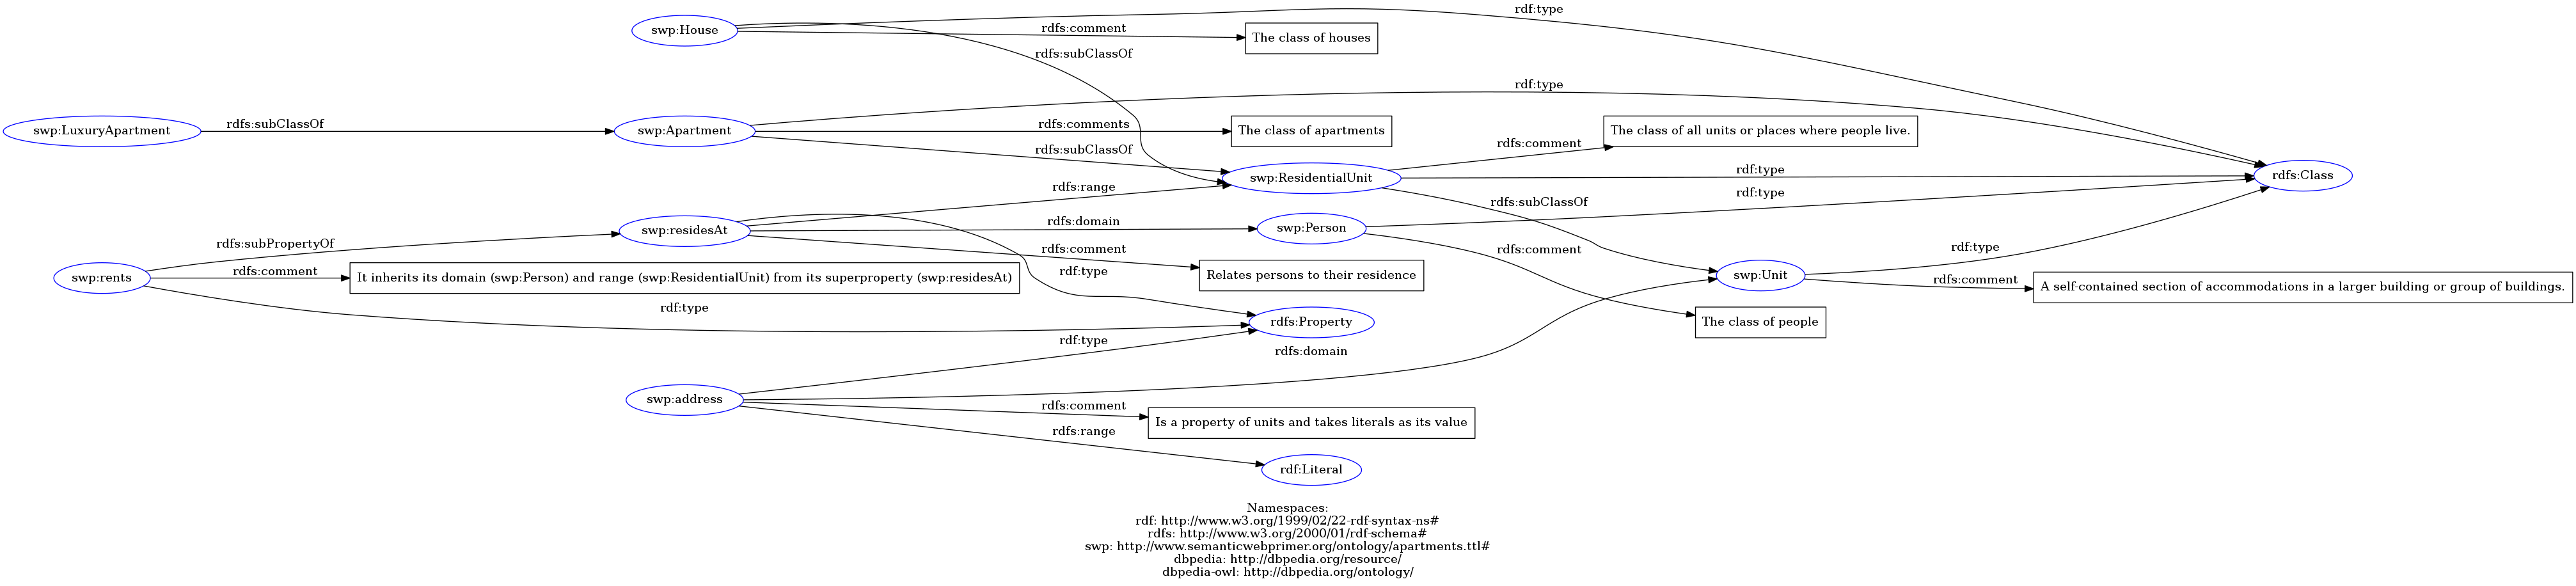 rdf:type
swp:House
rdfs:comment
The class of houses
rdfs:subClassOf
rdf:type
swp:LuxuryApartment
rdfs:subClassOf
swp:Apartment
rdfs:comments
The class of apartments
The class of all units or places where people live.
rdfs:subClassOf
rdfs:comment
swp:ResidentialUnit
rdf:type
rdfs:Class
rdfs:range
rdf:type
rdfs:subClassOf
swp:residesAt
rdfs:domain
swp:Person
rdfs:subPropertyOf
rdfs:comment
rdfs:comment
rdf:type
swp:rents
rdfs:comment
It inherits its domain (swp:Person) and range (swp:ResidentialUnit) from its superproperty (swp:residesAt)
rdf:type
Relates persons to their residence
swp:Unit
rdfs:comment
A self-contained section of accommodations in a larger building or group of buildings.
rdf:type
rdfs:Property
The class of people
rdf:type
rdfs:domain
swp:address
rdfs:comment
Is a property of units and takes literals as its value
rdfs:range
rdf:Literal
Namespaces:
rdf: http://www.w3.org/1999/02/22-rdf-syntax-ns#
rdfs: http://www.w3.org/2000/01/rdf-schema#
swp: http://www.semanticwebprimer.org/ontology/apartments.ttl#
dbpedia: http://dbpedia.org/resource/
dbpedia-owl: http://dbpedia.org/ontology/